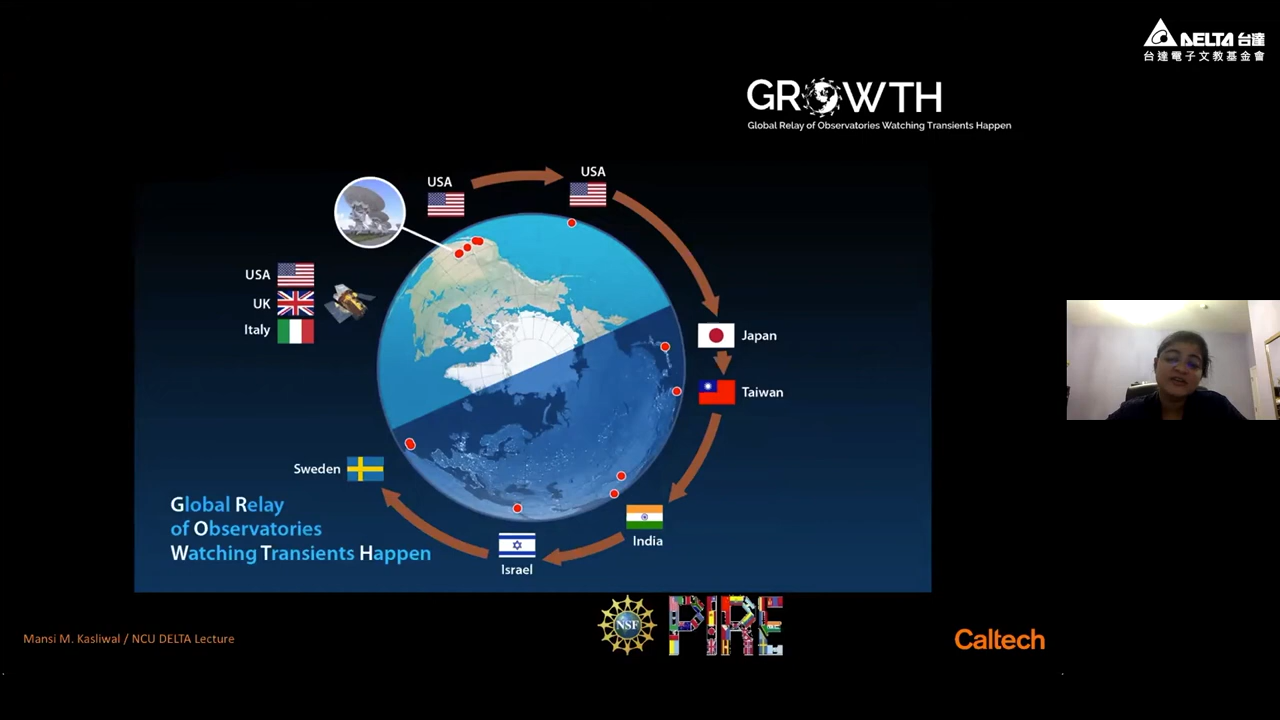 DELTA 台達
台達電子文教基金會
GROWTH
Global Relay of Observatories Watching Transients Happen
USA
USA
USA
UK
Italy
Japan
Taiwan
Sweden
India
Israel
Global Relay
of Observatories
Watching Transients Happen
NSF
PIRE
Mansi M. Kasliwal / NCU DELTA Lecture
Caltech